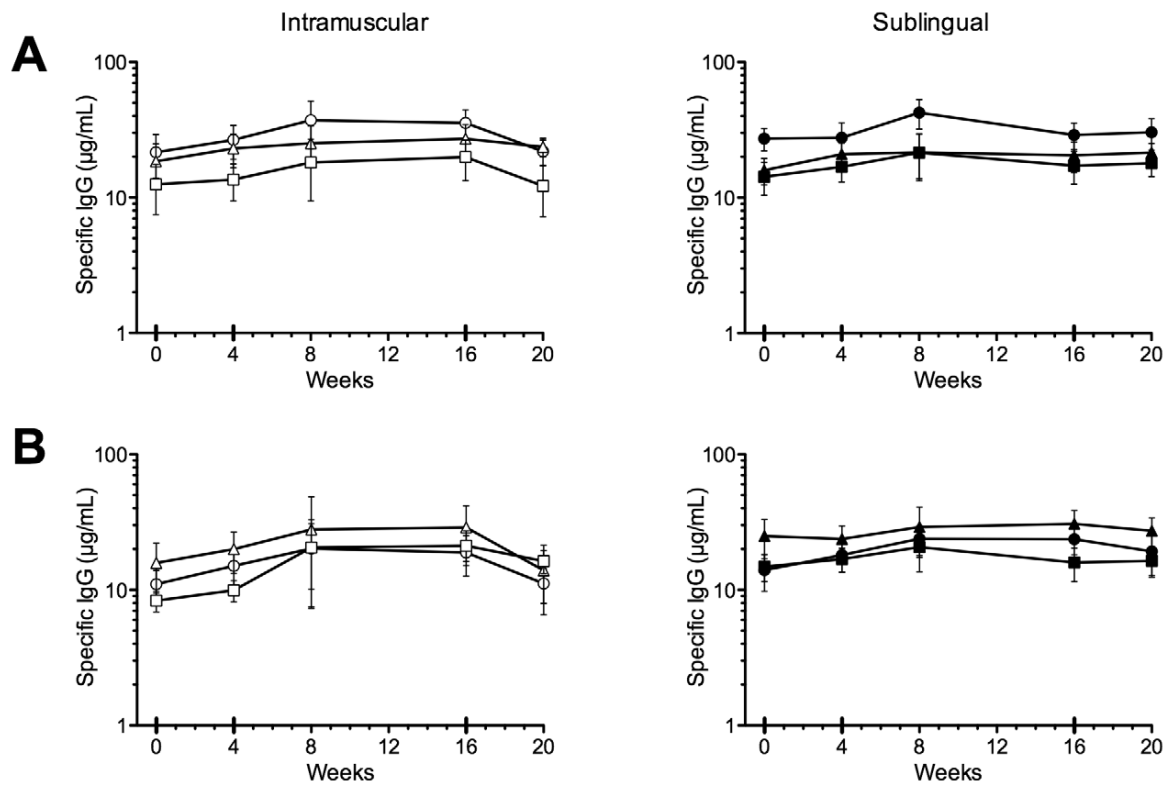 Intramuscular
Sublingual
A
Specific IgG (µg/mL)
100
10
1
0 4 8 12 16 20
Weeks
Specific IgG (µg/mL)
100
10
1
0 4 8 12 16 20
Weeks
B
Specific IgG (µg/mL)
100
10
1
0 4 8 12 16 20
Weeks
Specific IgG (µg/mL)
100
10
1
0 4 8 12 16 20
Weeks